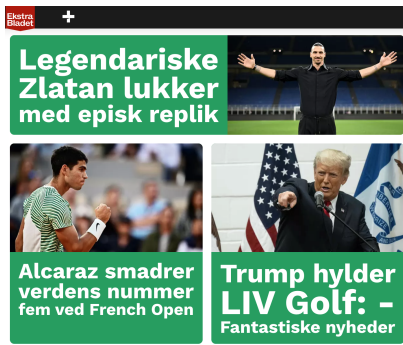 Ekstra
Bladet
+
Legendariske
Zlatan lukker
med episk replik
Alcaraz smadrer
verdens nummer
fem ved French Open
Trump hylder
LIV Golf: -
Fantastiske nyheder